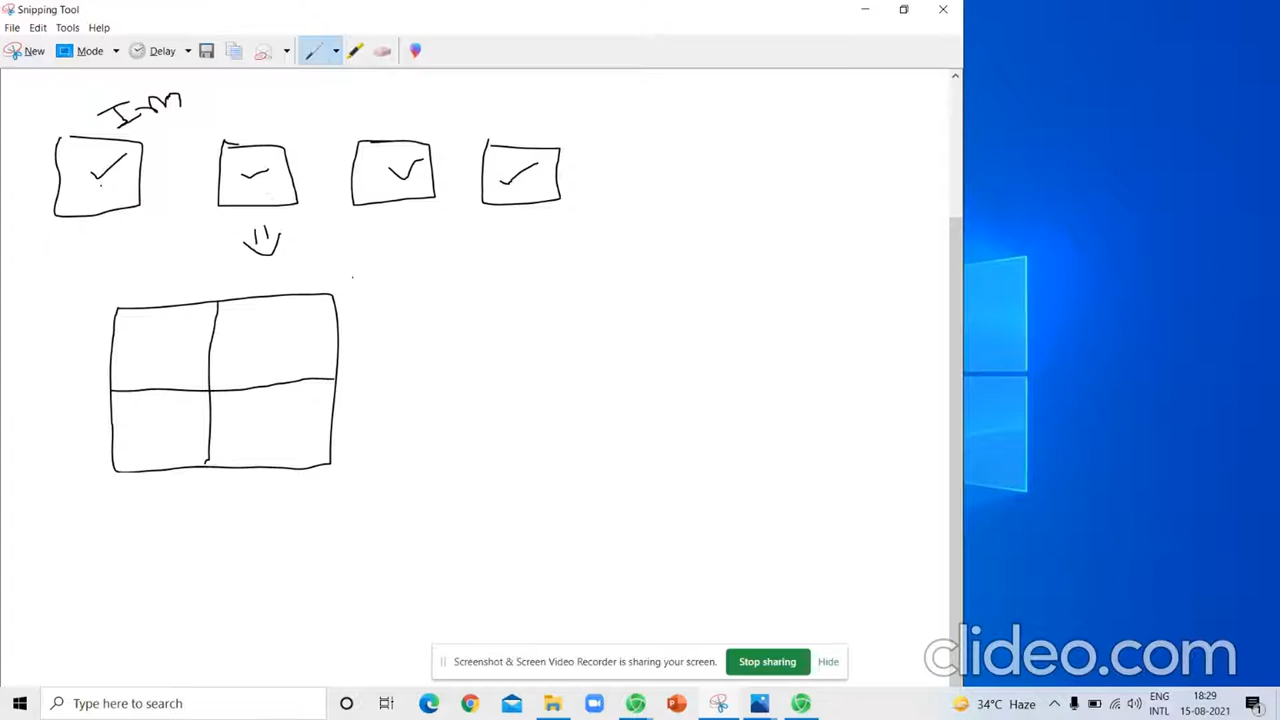 Snipping Tool
File Edit Tools Help
New Mode Delay
I-m
Screenshot & Screen Video Recorder is sharing your screen. Stop sharing Hide
clideo.com
Type here to search
34°C Haze
ENG
INTL
18:29
15-08-2021
1